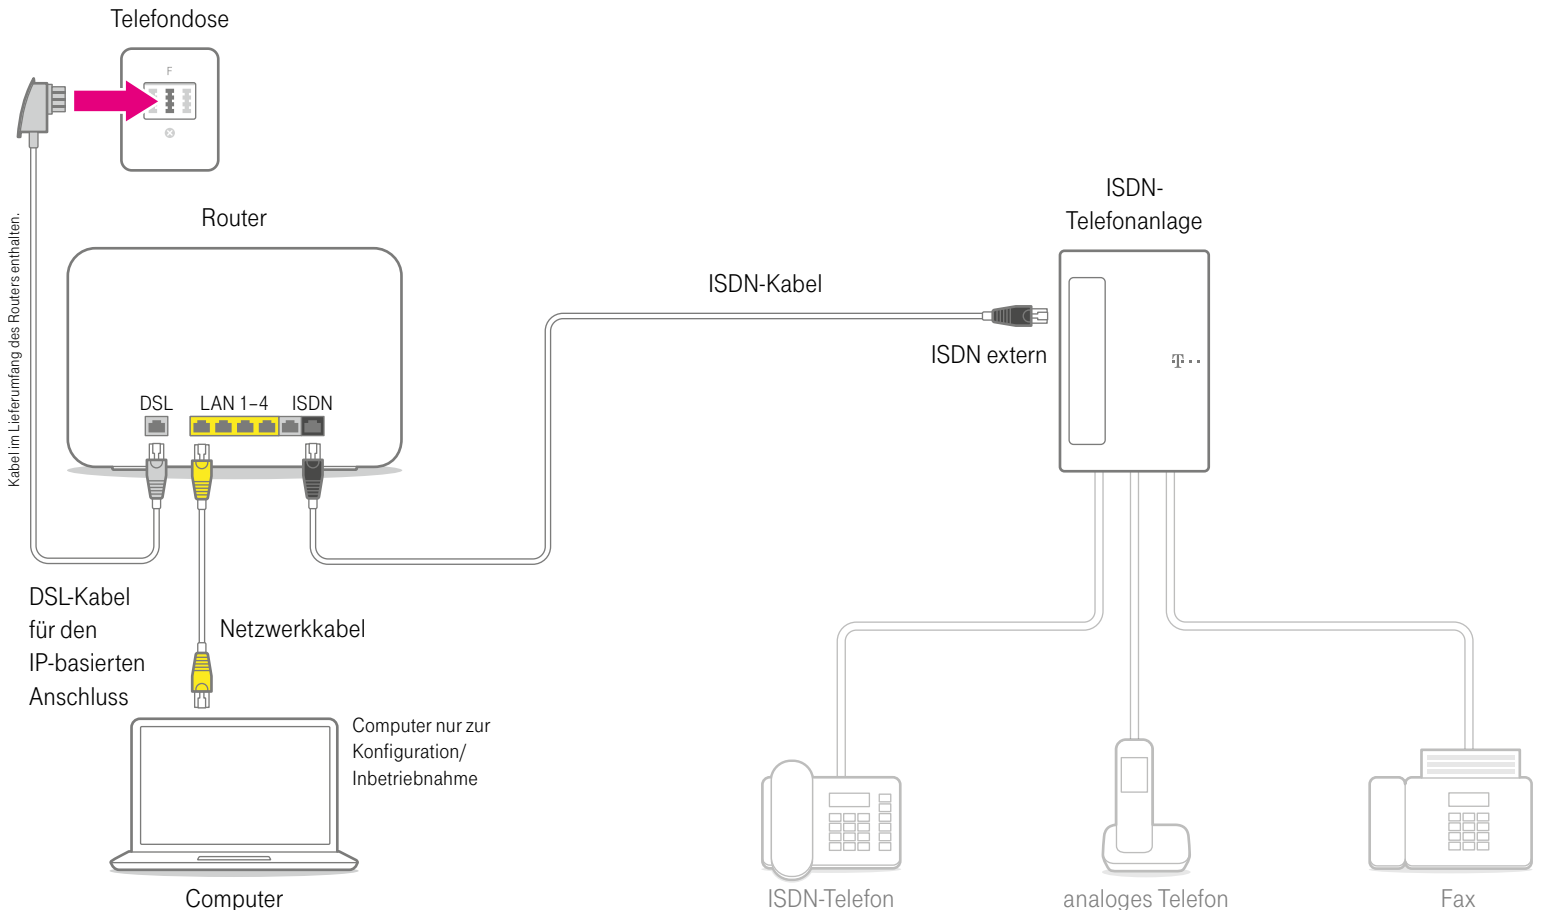 Telefondose
F
Kabel im Lieferumfang des Routers enthalten.
Router
DSL
LAN 1–4
ISDN
ISDN-Kabel
ISDN extern
ISDN-
Telefonanlage
T
DSL-Kabel
für den
IP-basierten
Anschluss
Netzwerkkabel
Computer nur zur
Konfiguration/
Inbetriebnahme
Computer
ISDN-Telefon
analoges Telefon
Fax